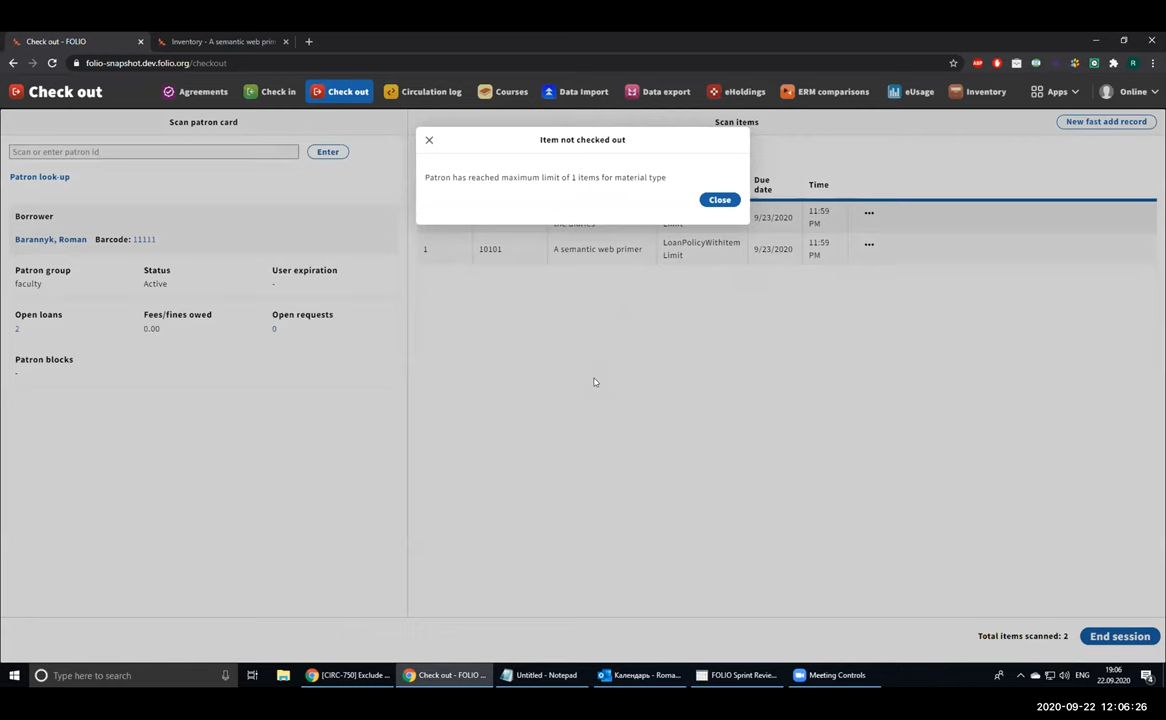 Check out - FOLIO
Inventory - A semantic web prim
folio-snapshot.dev.folio.org/checkout
ABP
R
Check out
Agreements
Check in
Check out
Circulation log
Courses
Data Import
Data export
eHoldings
ERM comparisons
eUsage
Inventory
Apps
Online
Scan patron card
Scan items
New fast add record
Scan or enter patron id
Enter
Patron look-up
Item not checked out
Patron has reached maximum limit of 1 items for material type
Close
Due date
Time
Borrower
Barannyk, Roman Barcode: 11111
9/23/2020
11:59 PM
•••
1
10101
A semantic web primer
LoanPolicyWithItem
Limit
9/23/2020
11:59 PM
•••
Patron group
Status
User expiration
faculty
Active
-
Open loans
Fees/fines owed
Open requests
2
0.00
0
Patron blocks
-
Total items scanned: 2
End session
Type here to search
[CIRC-750] Exclude ...
Check out - FOLIO ...
Untitled - Notepad
Календарь - Roma...
FOLIO Sprint Revie...
Meeting Controls
ENG
19:06
22.09.2020
4
2020-09-22 12:06:26